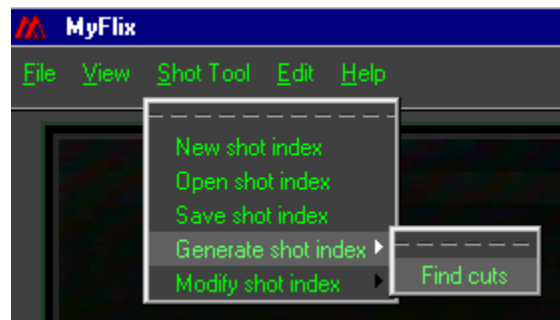 MyFlix
File View Shot Tool Edit Help
New shot index
Open shot index
Save shot index
Generate shot index
Find cuts
Modify shot index